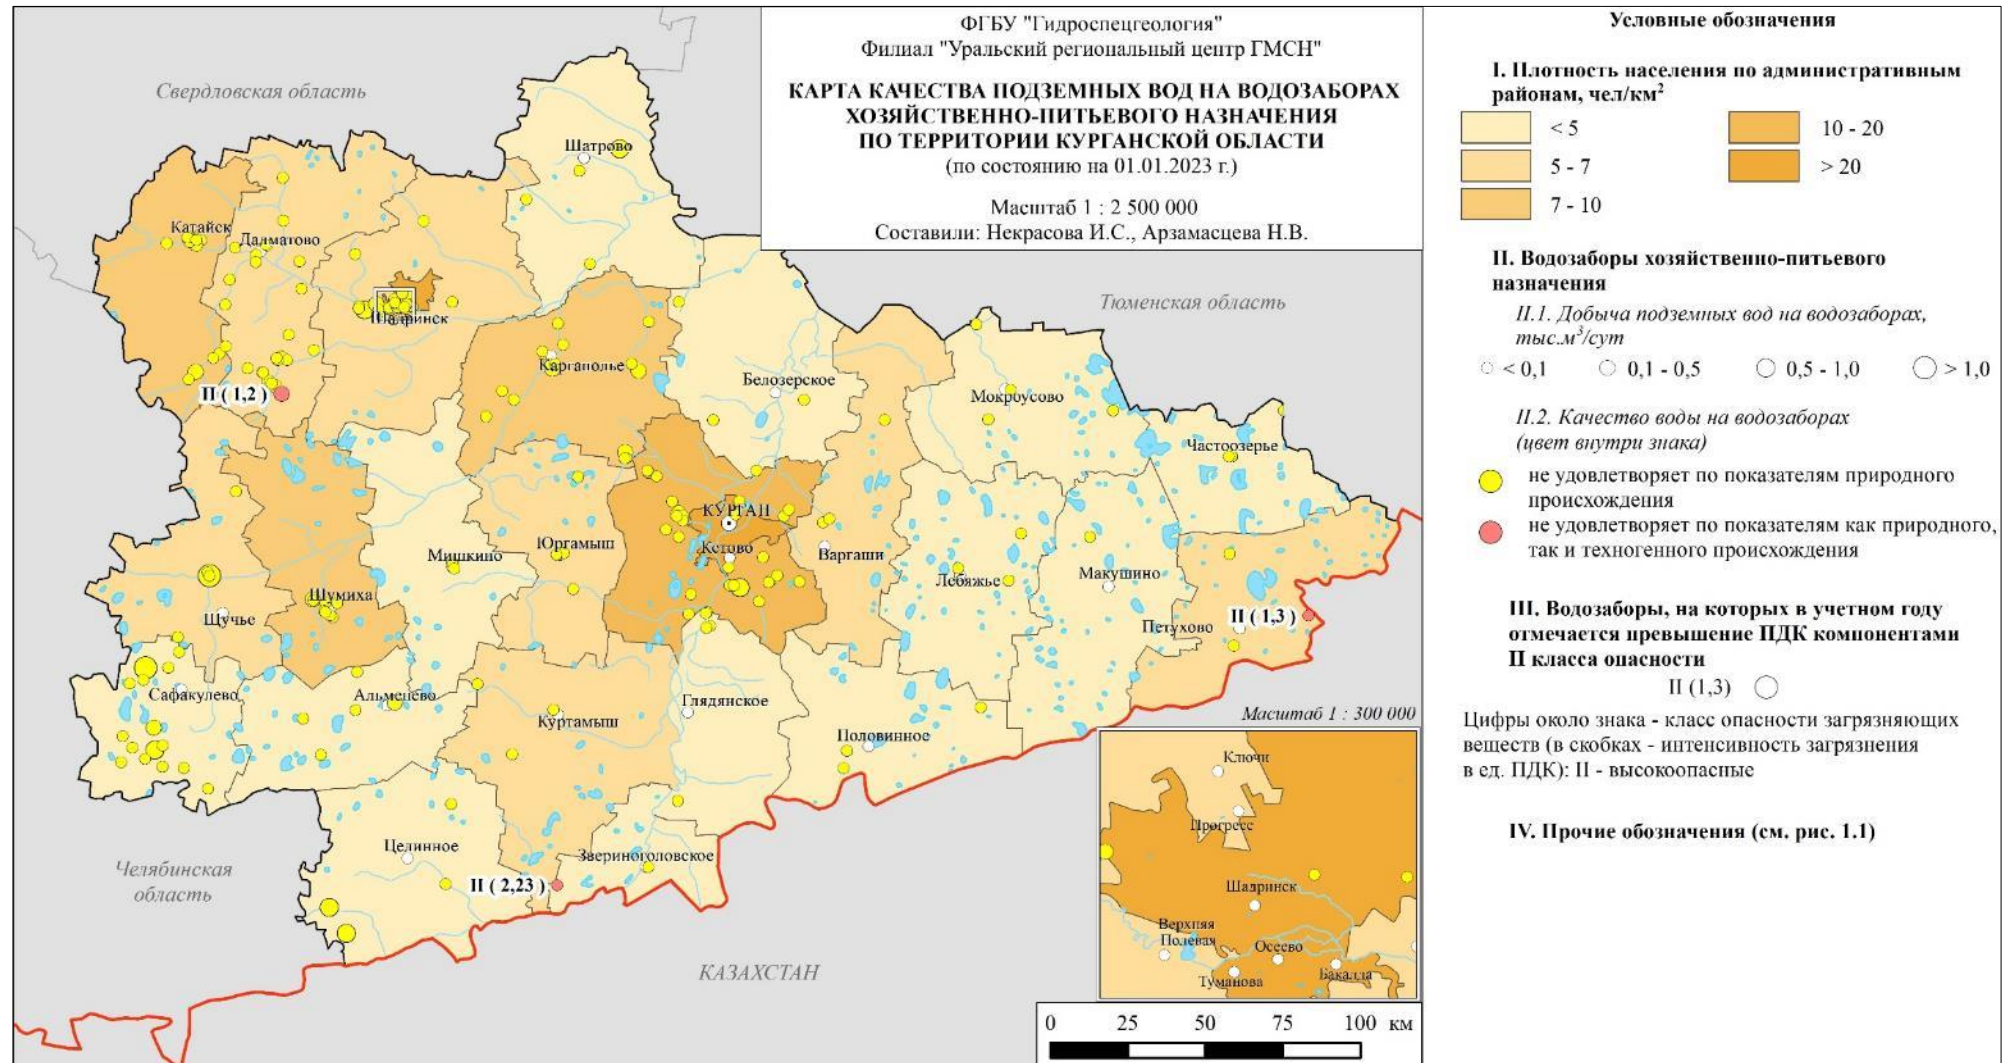 ФГБУ "Гидроспецгеология"
Филиал "Уральский региональный центр ГМСН"
КАРТА КАЧЕСТВА ПОДЗЕМНЫХ ВОД НА ВОДОЗАБОРАХ
ХОЗЯЙСТВЕННО-ПИТЬЕВОГО НАЗНАЧЕНИЯ
ПО ТЕРРИТОРИИ КУРГАНСКОЙ ОБЛАСТИ
(по состоянию на 01.01.2023 г.)
Масштаб 1 : 2 500 000
Составили: Некрасова И.С., Арзамасцева Н.В.
Свердловская область
Шатрово
Катайск
Далматово
Шадринск
Тюменская область
Каргаполье
Белозерское
Мокроусово
II ( 1,2 )
Частоозерье
КУРГАН
Кетово
Юргамыш
Мишкино
Варгаши
Лебяжье
Макушино
Шумиха
Щучье
II ( 1,3 )
Петухово
Сафакулево
Альменево
Куртамыш
Глядянское
Половинное
Целинное
Звериноголовское
II ( 2,23 )
Челябинская
область
КАЗАХСТАН
Масштаб 1 : 300 000
Ключи
Прогресс
Шадринск
Верхняя
Полевая
Осеево
Туманова
Бакалда
0 25 50 75 100 км
Условные обозначения
I. Плотность населения по административным
районам, чел/км²
< 5
10 - 20
5 - 7
> 20
7 - 10
II. Водозаборы хозяйственно-питьевого
назначения
II.1. Добыча подземных вод на водозаборах,
тыс.м³/сут
< 0,1 0,1 - 0,5 0,5 - 1,0 > 1,0
II.2. Качество воды на водозаборах
(цвет внутри знака)
не удовлетворяет по показателям природного
происхождения
не удовлетворяет по показателям как природного,
так и техногенного происхождения
III. Водозаборы, на которых в учетном году
отмечается превышение ПДК компонентами
II класса опасности
II (1,3)
Цифры около знака - класс опасности загрязняющих
веществ (в скобках - интенсивность загрязнения
в ед. ПДК): II - высокоопасные
IV. Прочие обозначения (см. рис. 1.1)